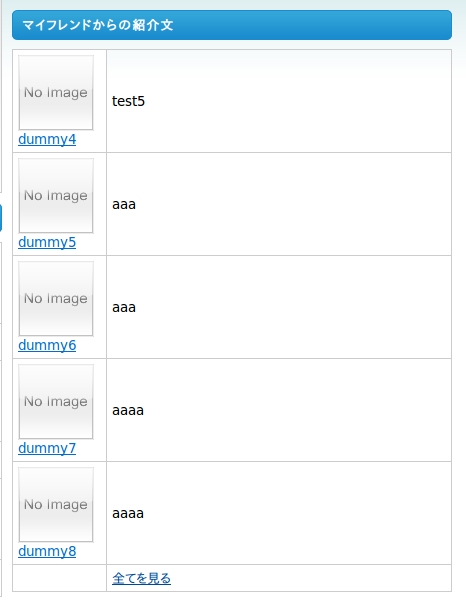 マイフレンドからの紹介文
No Image
test5
dummy4
No Image
aaa
dummy5
No Image
aaa
dummy6
No Image
aaaa
dummy7
No Image
aaaa
dummy8
全てを見る